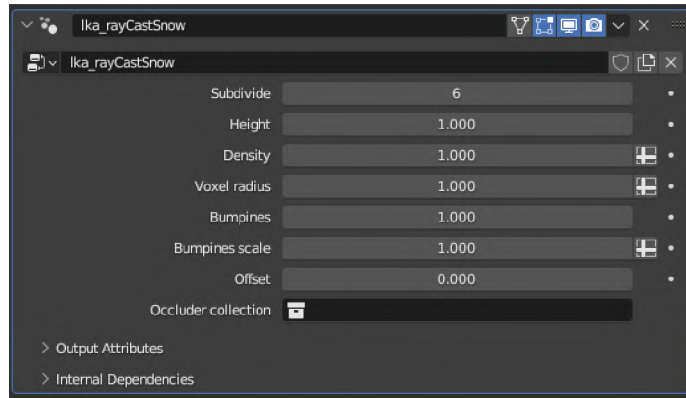 lka_rayCastSnow
lka_rayCastSnow
Subdivide 6
Height 1.000
Density 1.000
Voxel radius 1.000
Bumpines 1.000
Bumpines scale 1.000
Offset 0.000
Occluder collection
Output Attributes
Internal Dependencies